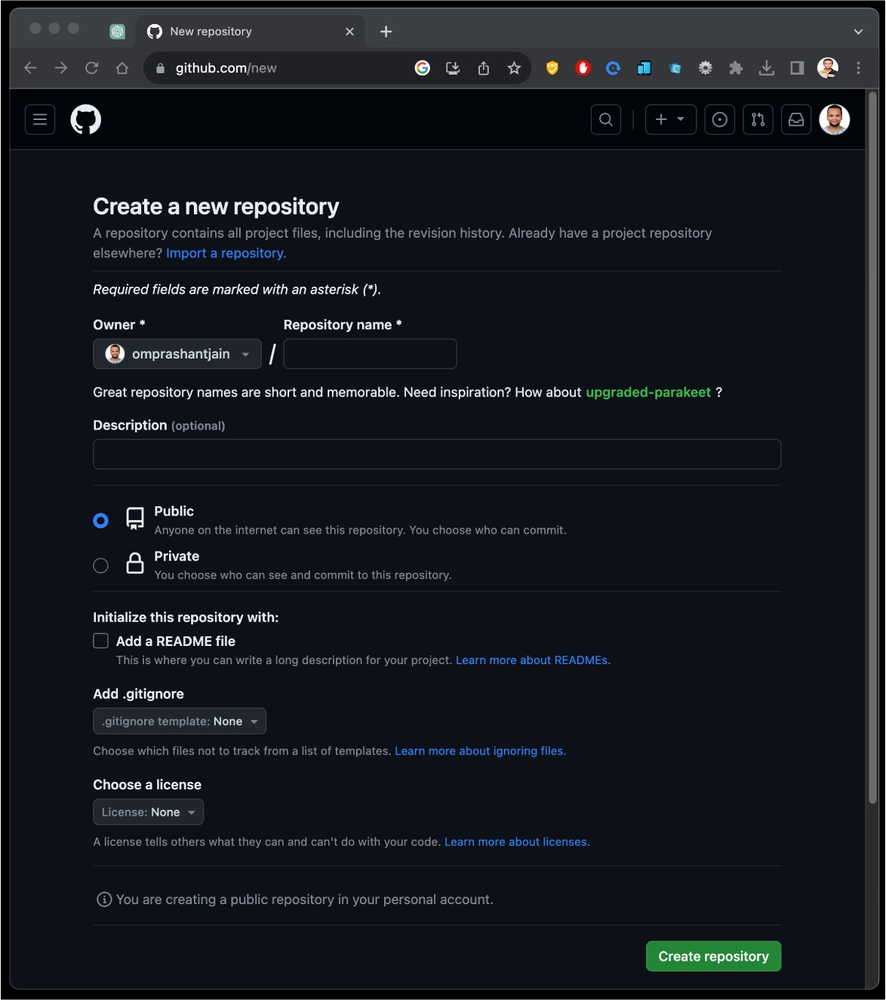 New repository
github.com/new
Create a new repository
A repository contains all project files, including the revision history. Already have a project repository
elsewhere? Import a repository.
Required fields are marked with an asterisk (*).
Owner * Repository name *
omprashantjain /
Great repository names are short and memorable. Need inspiration? How about upgraded-parakeet ?
Description (optional)
Public
Anyone on the internet can see this repository. You choose who can commit.
Private
You choose who can see and commit to this repository.
Initialize this repository with:
Add a README file
This is where you can write a long description for your project. Learn more about READMEs.
Add .gitignore
.gitignore template: None
Choose which files not to track from a list of templates. Learn more about ignoring files.
Choose a license
License: None
A license tells others what they can and can't do with your code. Learn more about licenses.
You are creating a public repository in your personal account.
Create repository